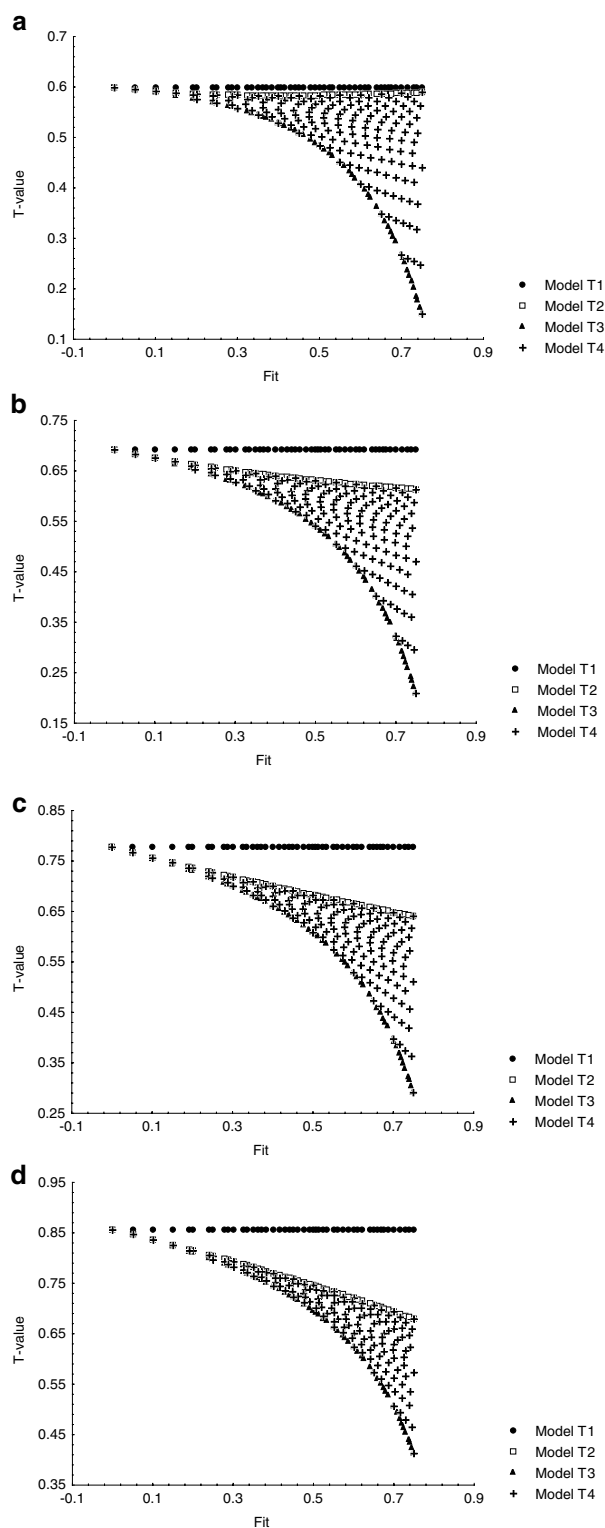 a
0.7
0.6
0.5
0.4
0.3
0.2
0.1
T-value
-0.1 0.1 0.3 0.5 0.7 0.9
Fit
Model T1
Model T2
Model T3
Model T4
b
0.75
0.65
0.55
0.45
0.35
0.25
0.15
T-value
-0.1 0.1 0.3 0.5 0.7 0.9
Fit
Model T1
Model T2
Model T3
Model T4
c
0.85
0.75
0.65
0.55
0.45
0.35
0.25
T-value
-0.1 0.1 0.3 0.5 0.7 0.9
Fit
Model T1
Model T2
Model T3
Model T4
d
0.95
0.85
0.75
0.65
0.55
0.45
0.35
T-value
-0.1 0.1 0.3 0.5 0.7 0.9
Fit
Model T1
Model T2
Model T3
Model T4